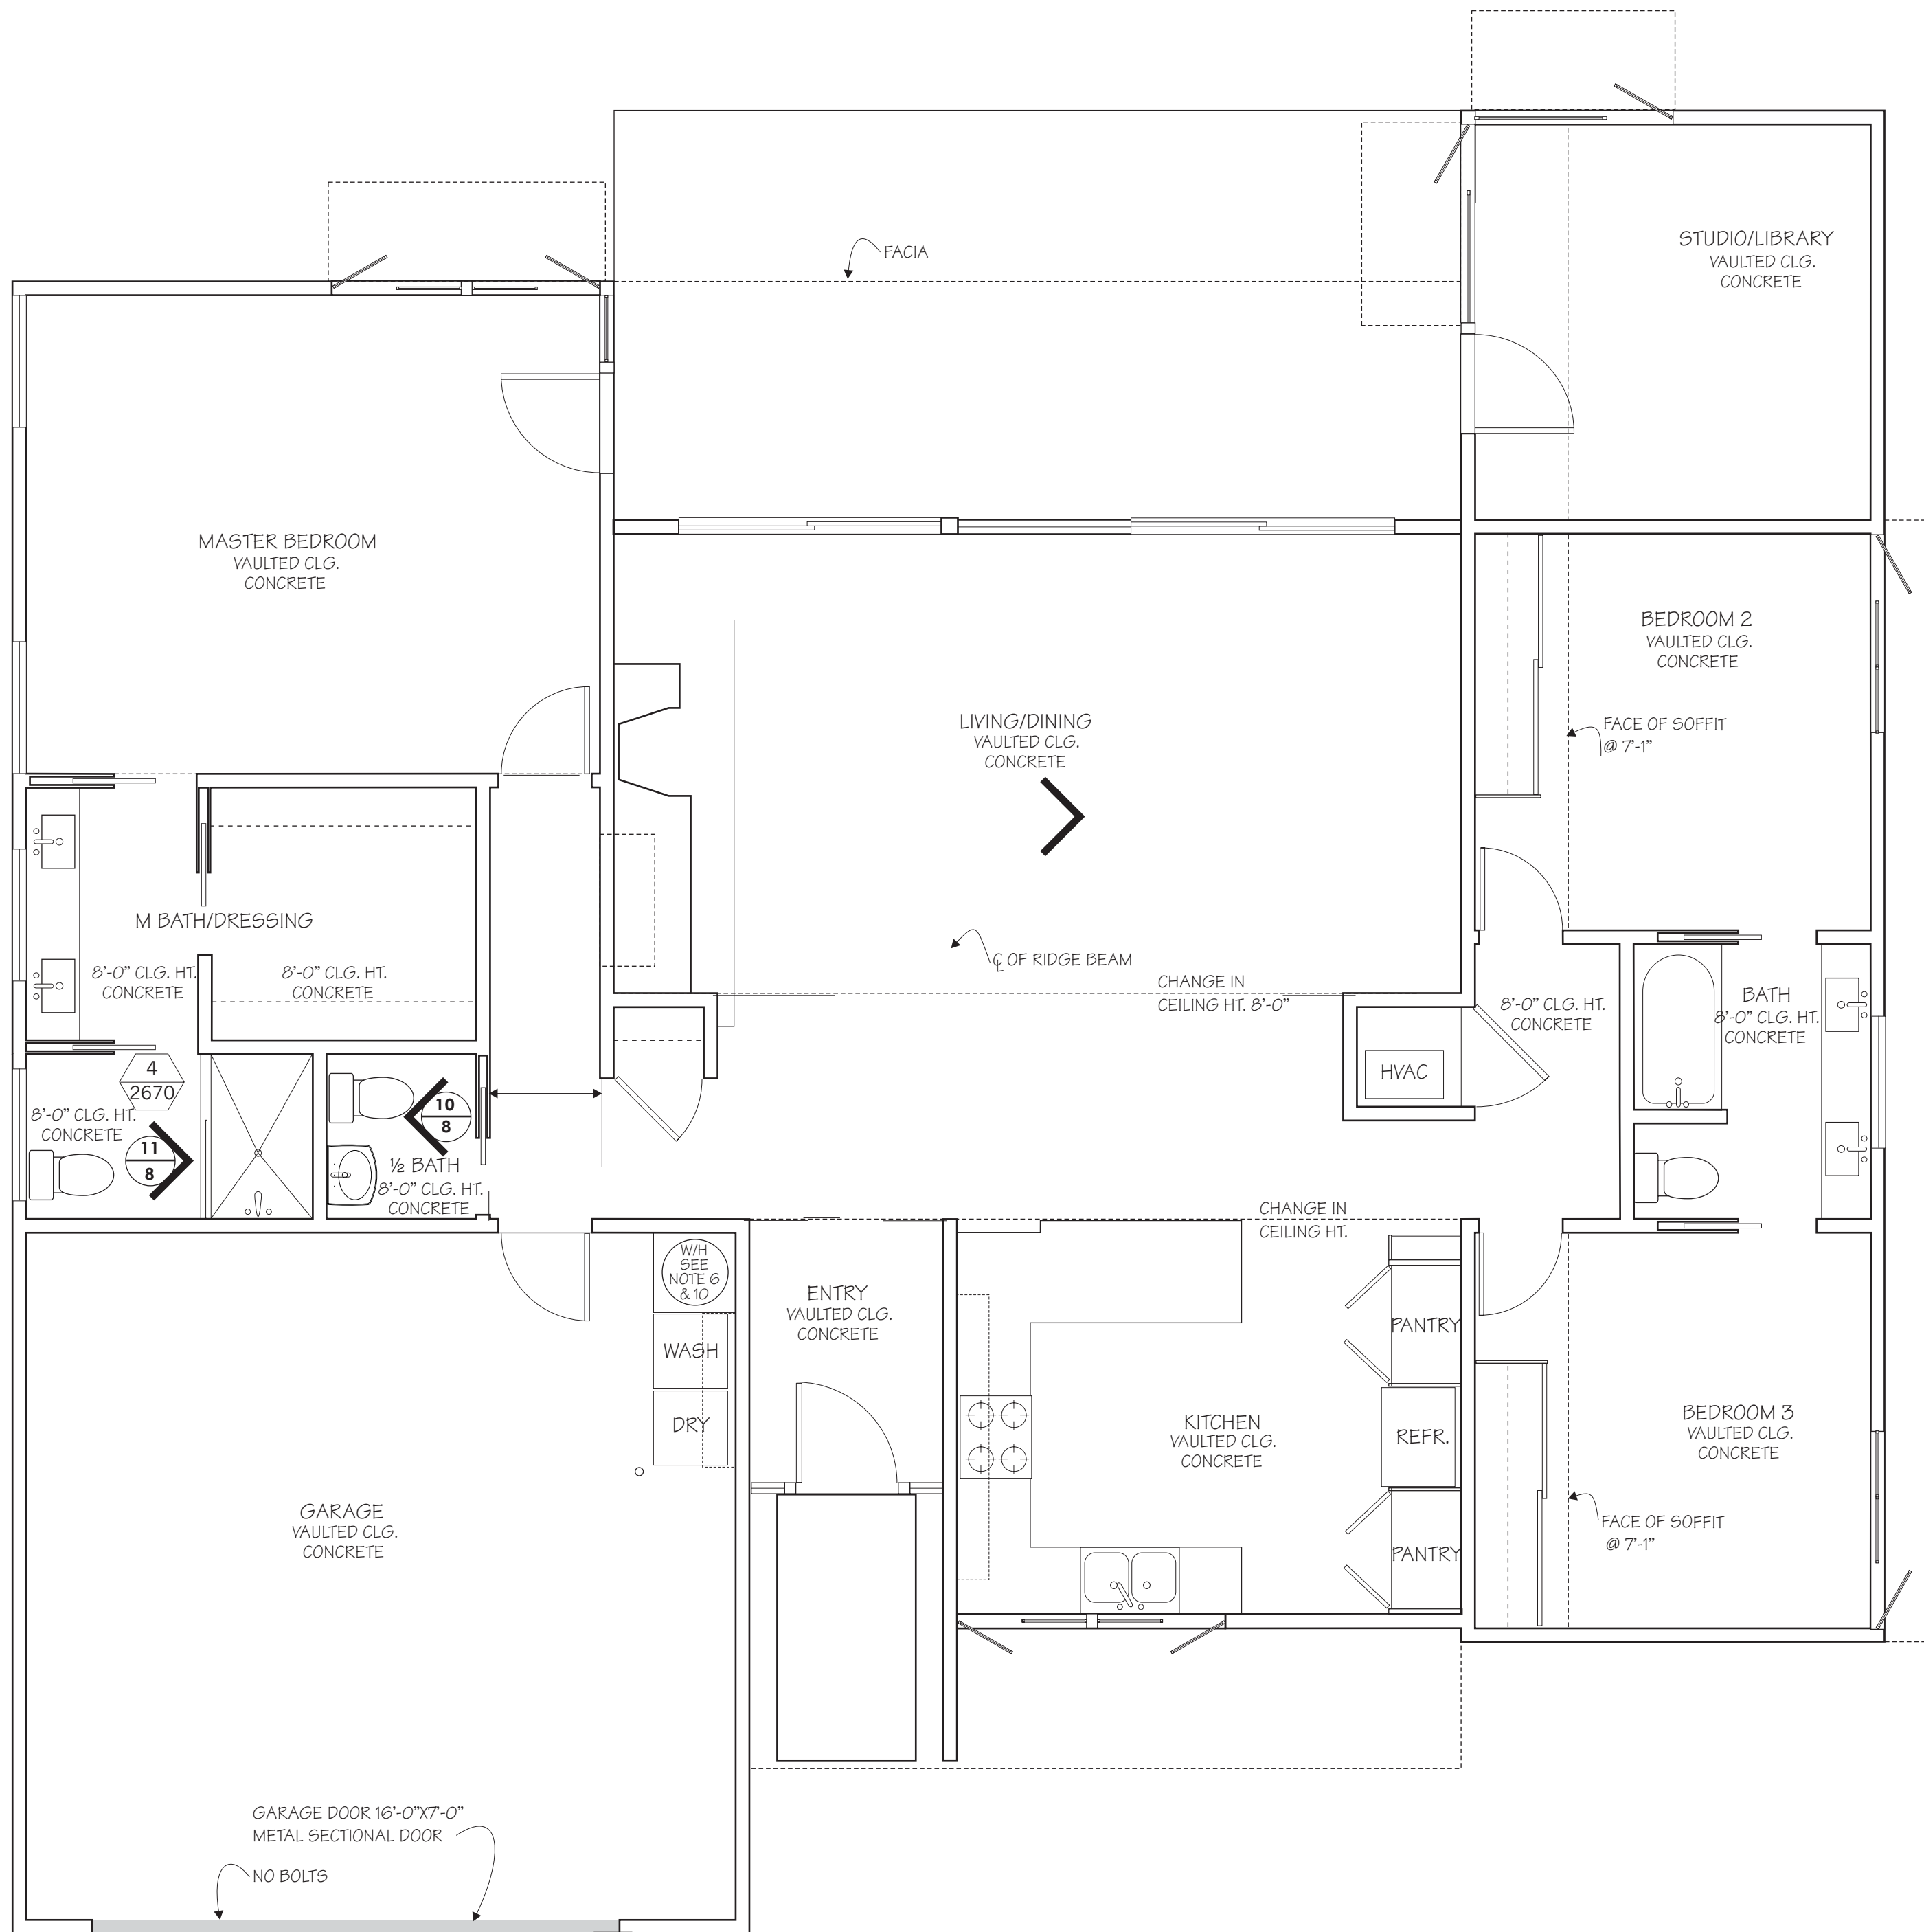 FACIA
STUDIO/LIBRARY
VAULTED CLG.
CONCRETE
MASTER BEDROOM
VAULTED CLG.
CONCRETE
BEDROOM 2
VAULTED CLG.
CONCRETE
FACE OF SOFFIT
@ 7'-1"
LIVING/DINING
VAULTED CLG.
CONCRETE
M BATH/DRESSING
8'-0" CLG. HT.
CONCRETE
8'-0" CLG. HT.
CONCRETE
℄ OF RIDGE BEAM
CHANGE IN
CEILING HT. 8'-0"
8'-0" CLG. HT.
CONCRETE
BATH
8'-0" CLG. HT.
CONCRETE
HVAC
4
2670
8'-0" CLG. HT.
CONCRETE
11
8
10
8
½ BATH
8'-0" CLG. HT.
CONCRETE
CHANGE IN
CEILING HT.
W/H
SEE
NOTE 6
& 10
WASH
DRY
ENTRY
VAULTED CLG.
CONCRETE
PANTRY
KITCHEN
VAULTED CLG.
CONCRETE
REFR.
PANTRY
BEDROOM 3
VAULTED CLG.
CONCRETE
FACE OF SOFFIT
@ 7'-1"
GARAGE
VAULTED CLG.
CONCRETE
GARAGE DOOR 16'-0"X7'-0"
METAL SECTIONAL DOOR
NO BOLTS